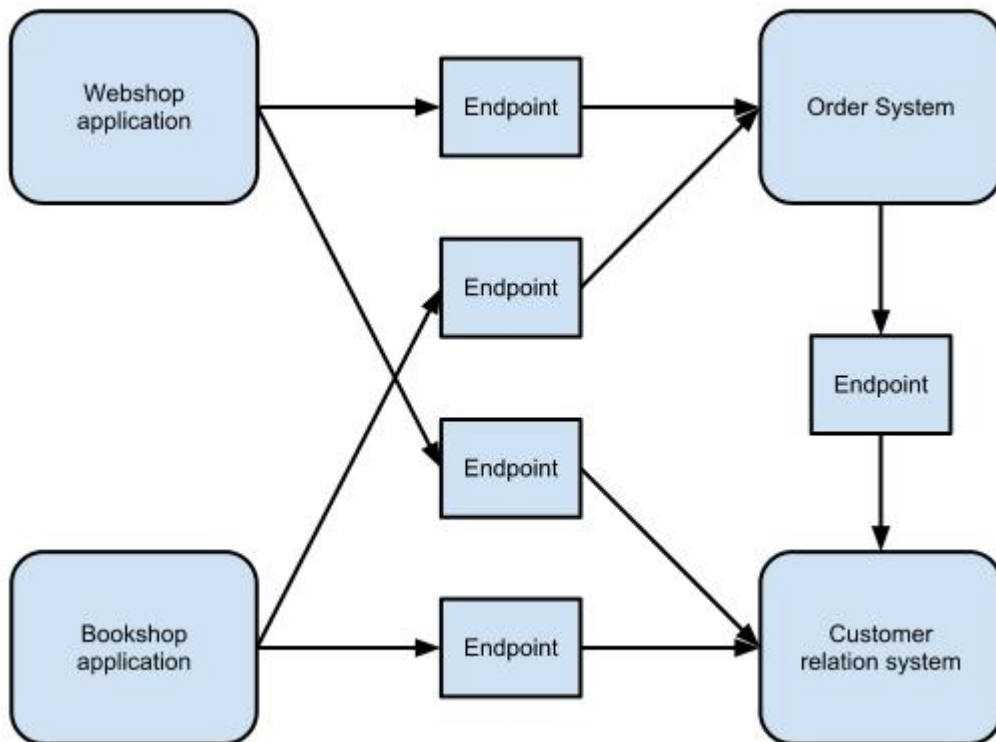 Webshop
application
Endpoint
Order System
Endpoint
Endpoint
Endpoint
Bookshop
application
Endpoint
Customer
relation system